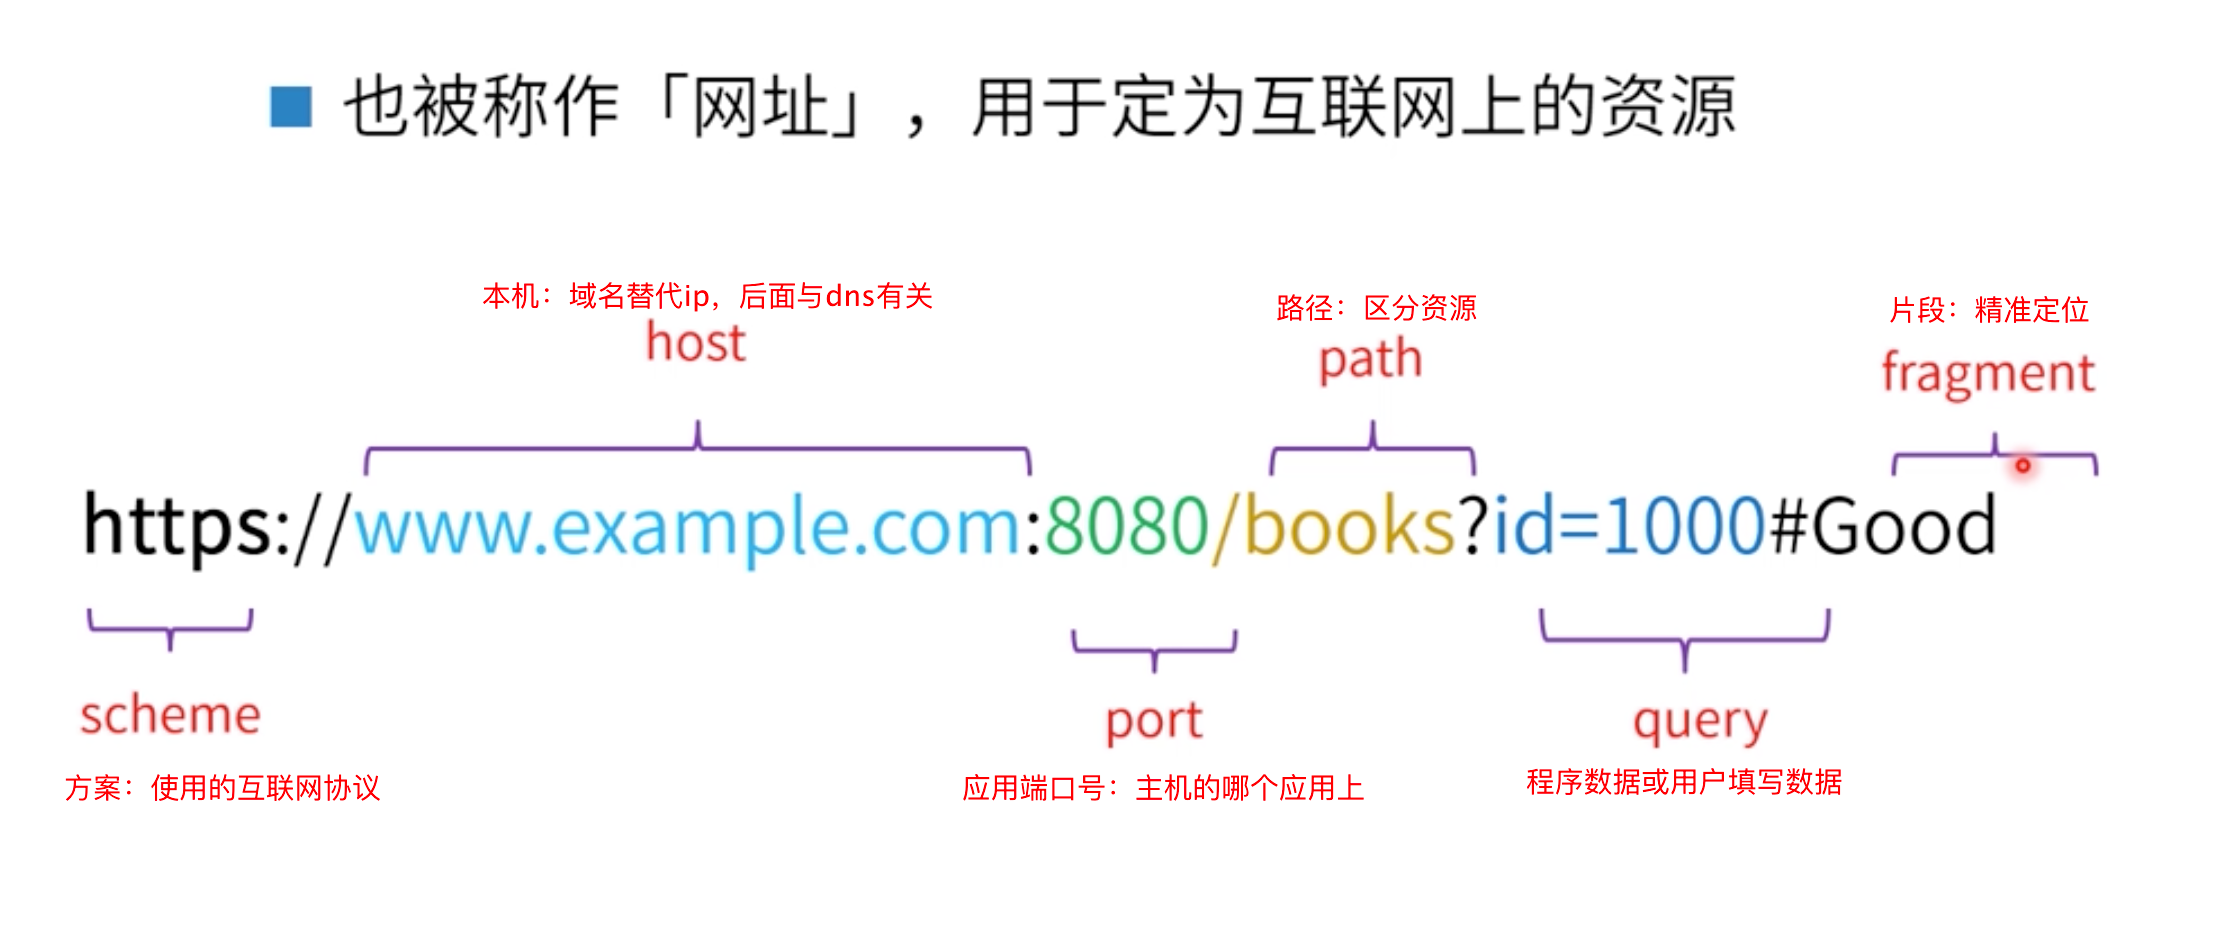 也被称作「网址」，用于定为互联网上的资源
本机：域名替代ip，后面与dns有关
host
路径：区分资源
path
片段：精准定位
fragment
https://www.example.com:8080/books?id=1000#Good
scheme
方案：使用的互联网协议
port
应用端口号：主机的哪个应用上
query
程序数据或用户填写数据